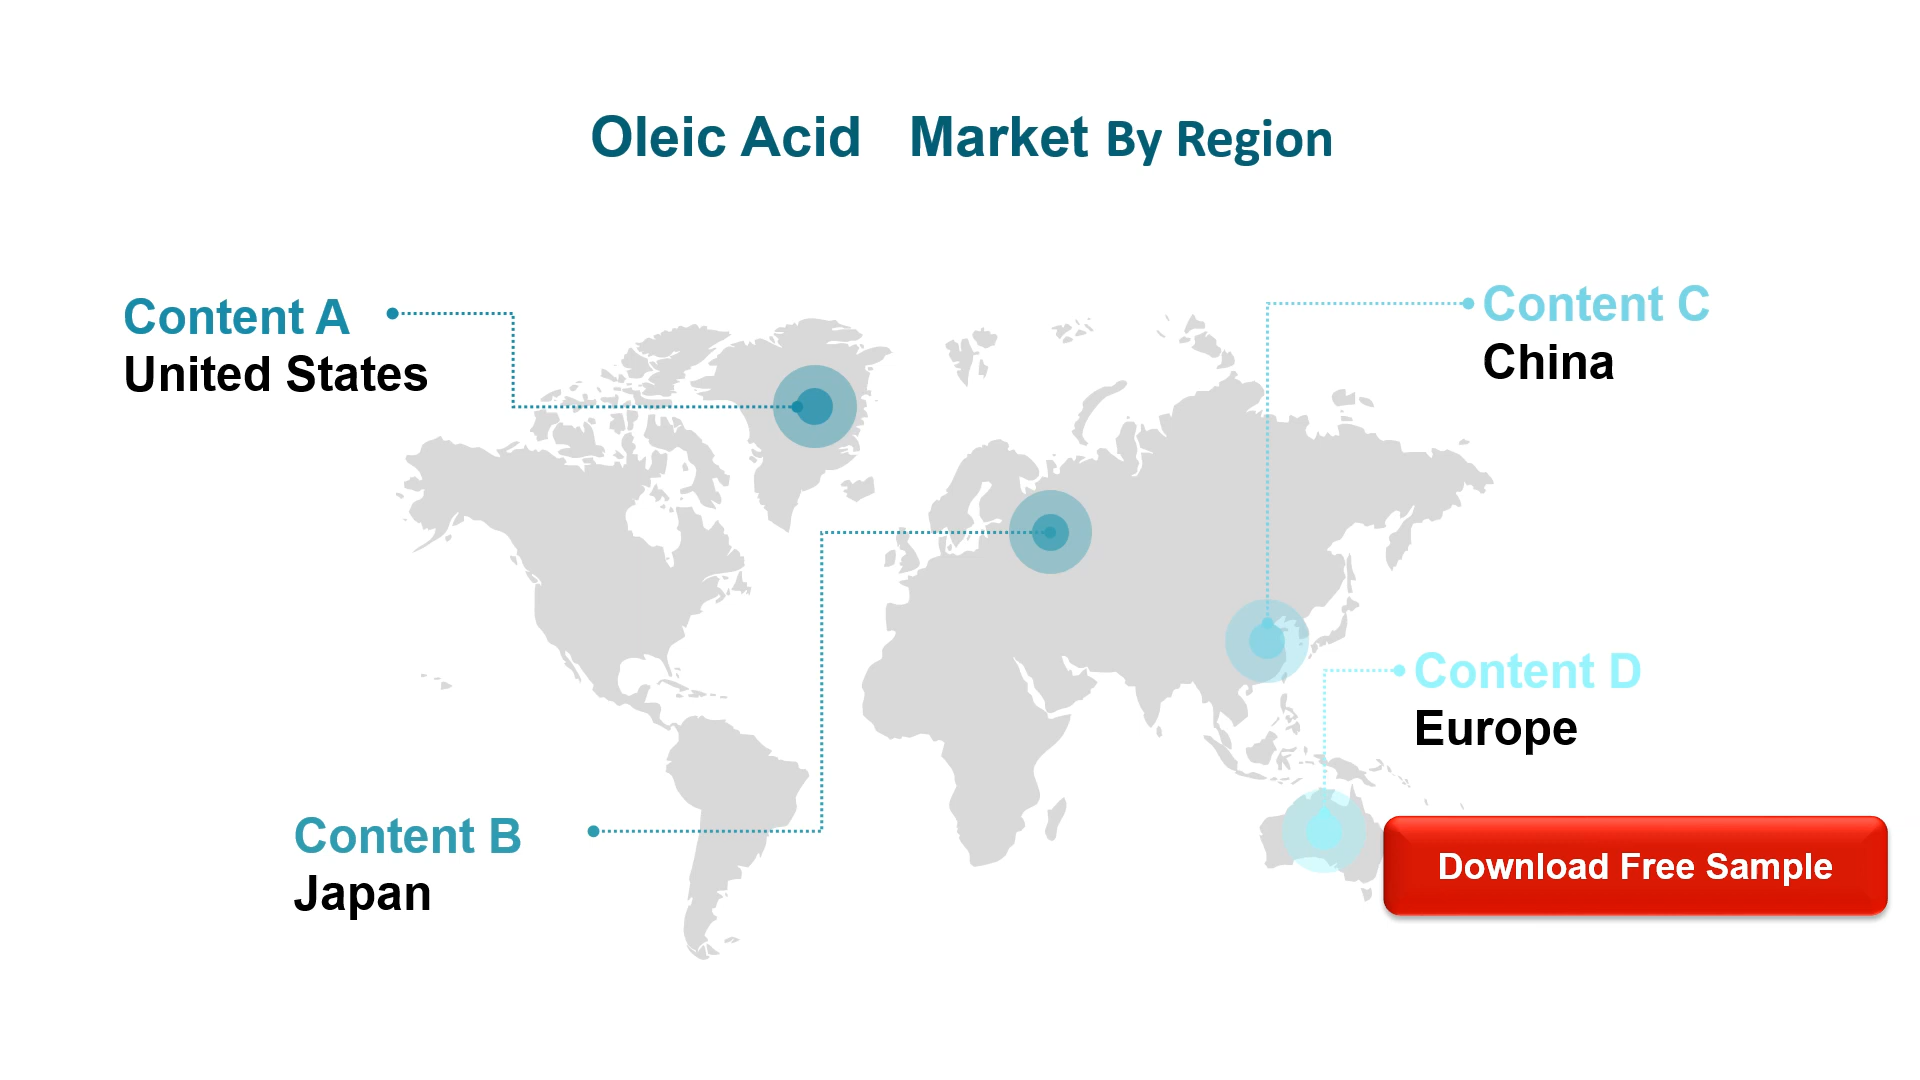 Oleic Acid Market By Region
Content A
United States
Content C
China
Content D
Europe
Content B
Japan
Download Free Sample